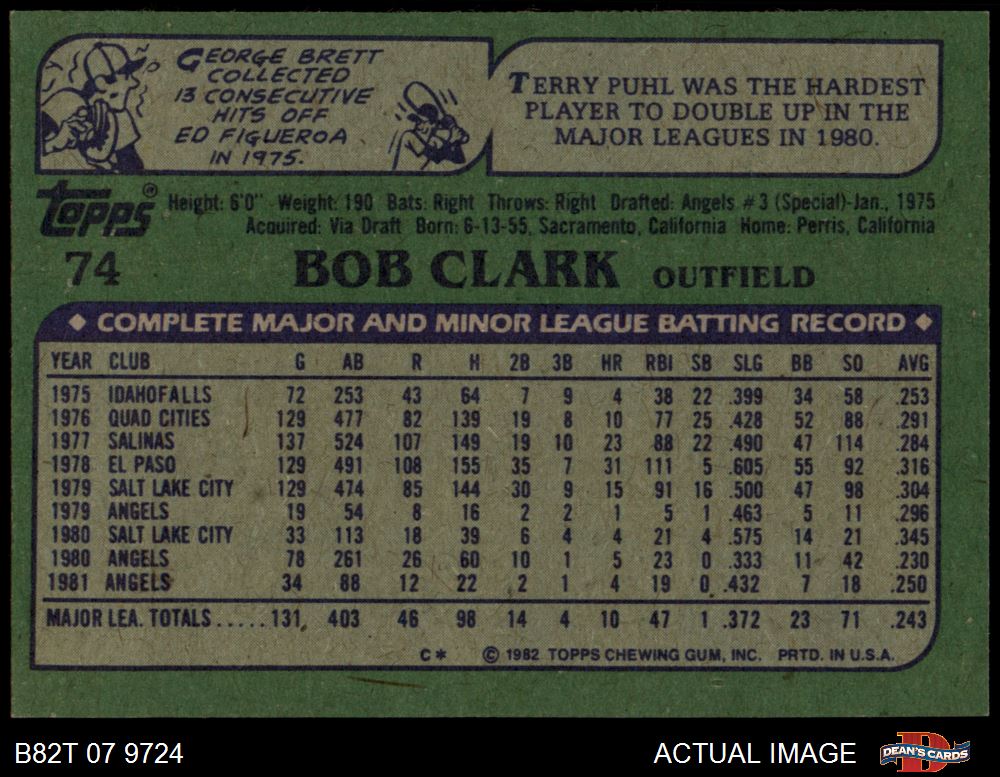 GEORGE BRETT
COLLECTED
13 CONSECUTIVE
HITS OFF
ED FIGUEROA
IN 1975.
TERRY PUHL WAS THE HARDEST
PLAYER TO DOUBLE UP IN THE
MAJOR LEAGUES IN 1980.
Topps®
Height: 6'0" Weight: 190 Bats: Right Throws: Right Drafted: Angels #3 (Special)-Jan., 1975
Acquired: Via Draft Born: 6-13-55, Sacramento, California Home: Perris, California
74 BOB CLARK OUTFIELD
◆ COMPLETE MAJOR AND MINOR LEAGUE BATTING RECORD ◆
YEAR CLUB G AB R H 2B 3B HR RBI SB SLG BB SO AVG
1975 IDAHOFALLS 72 253 43 64 7 9 4 38 22 .399 34 58 .253
1976 QUAD CITIES 129 477 82 139 19 8 10 77 25 .428 52 88 .291
1977 SALINAS 137 524 107 149 19 10 23 88 22 .490 47 114 .284
1978 EL PASO 129 491 108 155 35 7 31 111 5 .605 55 92 .316
1979 SALT LAKE CITY 129 474 85 144 30 9 15 91 16 .500 47 98 .304
1979 ANGELS 19 54 8 16 2 2 1 5 1 .463 5 11 .296
1980 SALT LAKE CITY 33 113 18 39 6 4 4 21 4 .575 14 21 .345
1980 ANGELS 78 261 26 60 10 1 5 23 0 .333 11 42 .230
1981 ANGELS 34 88 12 22 2 1 4 19 0 .432 7 18 .250
MAJOR LEA. TOTALS.....131 403 46 98 14 4 10 47 1 .372 23 71 .243
C* © 1982 TOPPS CHEWING GUM, INC. PRTD. IN U.S.A.
B82T 07 9724 ACTUAL IMAGE DEAN'S CARDS